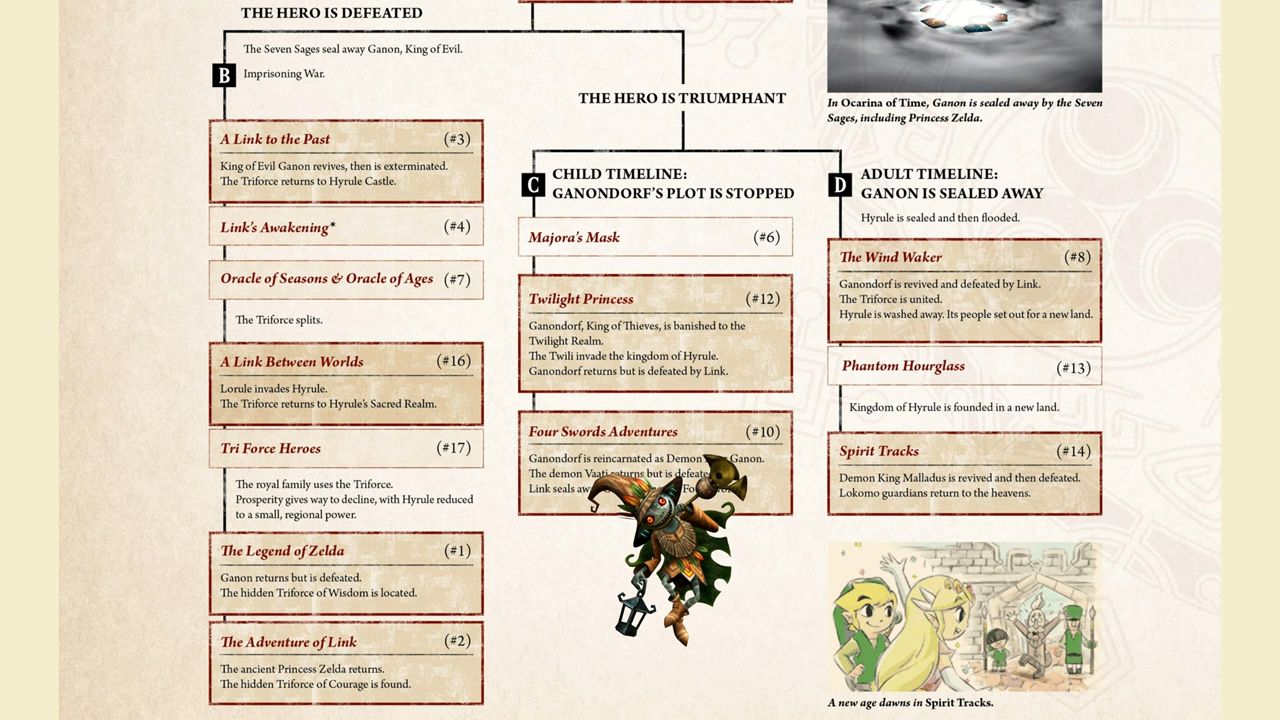 THE HERO IS DEFEATED
The Seven Sages seal away Ganon, King of Evil.
B
Imprisoning War.
A Link to the Past (#3)
King of Evil Ganon revives, then is exterminated.
The Triforce returns to Hyrule Castle.
Link's Awakening* (#4)
Oracle of Seasons & Oracle of Ages (#7)
The Triforce splits.
A Link Between Worlds (#16)
Lorule invades Hyrule.
The Triforce returns to Hyrule's Sacred Realm.
Tri Force Heroes (#17)
The royal family uses the Triforce.
Prosperity gives way to decline, with Hyrule reduced
to a small, regional power.
The Legend of Zelda (#1)
Ganon returns but is defeated.
The hidden Triforce of Wisdom is located.
The Adventure of Link (#2)
The ancient Princess Zelda returns.
The hidden Triforce of Courage is found.
THE HERO IS TRIUMPHANT
C
CHILD TIMELINE:
GANONDORF'S PLOT IS STOPPED
Majora's Mask (#6)
Twilight Princess (#12)
Ganondorf, King of Thieves, is banished to the
Twilight Realm.
The Twili invade the kingdom of Hyrule.
Ganondorf returns but is defeated by Link.
Four Swords Adventures (#10)
Ganondorf is reincarnated as Demon Ganon.
The demon Vaati returns but is
Link seals
In Ocarina of Time, Ganon is sealed away by the Seven
Sages, including Princess Zelda.
D
ADULT TIMELINE:
GANON IS SEALED AWAY
Hyrule is sealed and then flooded.
The Wind Waker (#8)
Ganondorf is revived and defeated by Link.
The Triforce is united.
Hyrule is washed away. Its people set out for a new land.
Phantom Hourglass (#13)
Kingdom of Hyrule is founded in a new land.
Spirit Tracks (#14)
Demon King Malladus is revived and then defeated.
Lokomo guardians return to the heavens.
A new age dawns in Spirit Tracks.